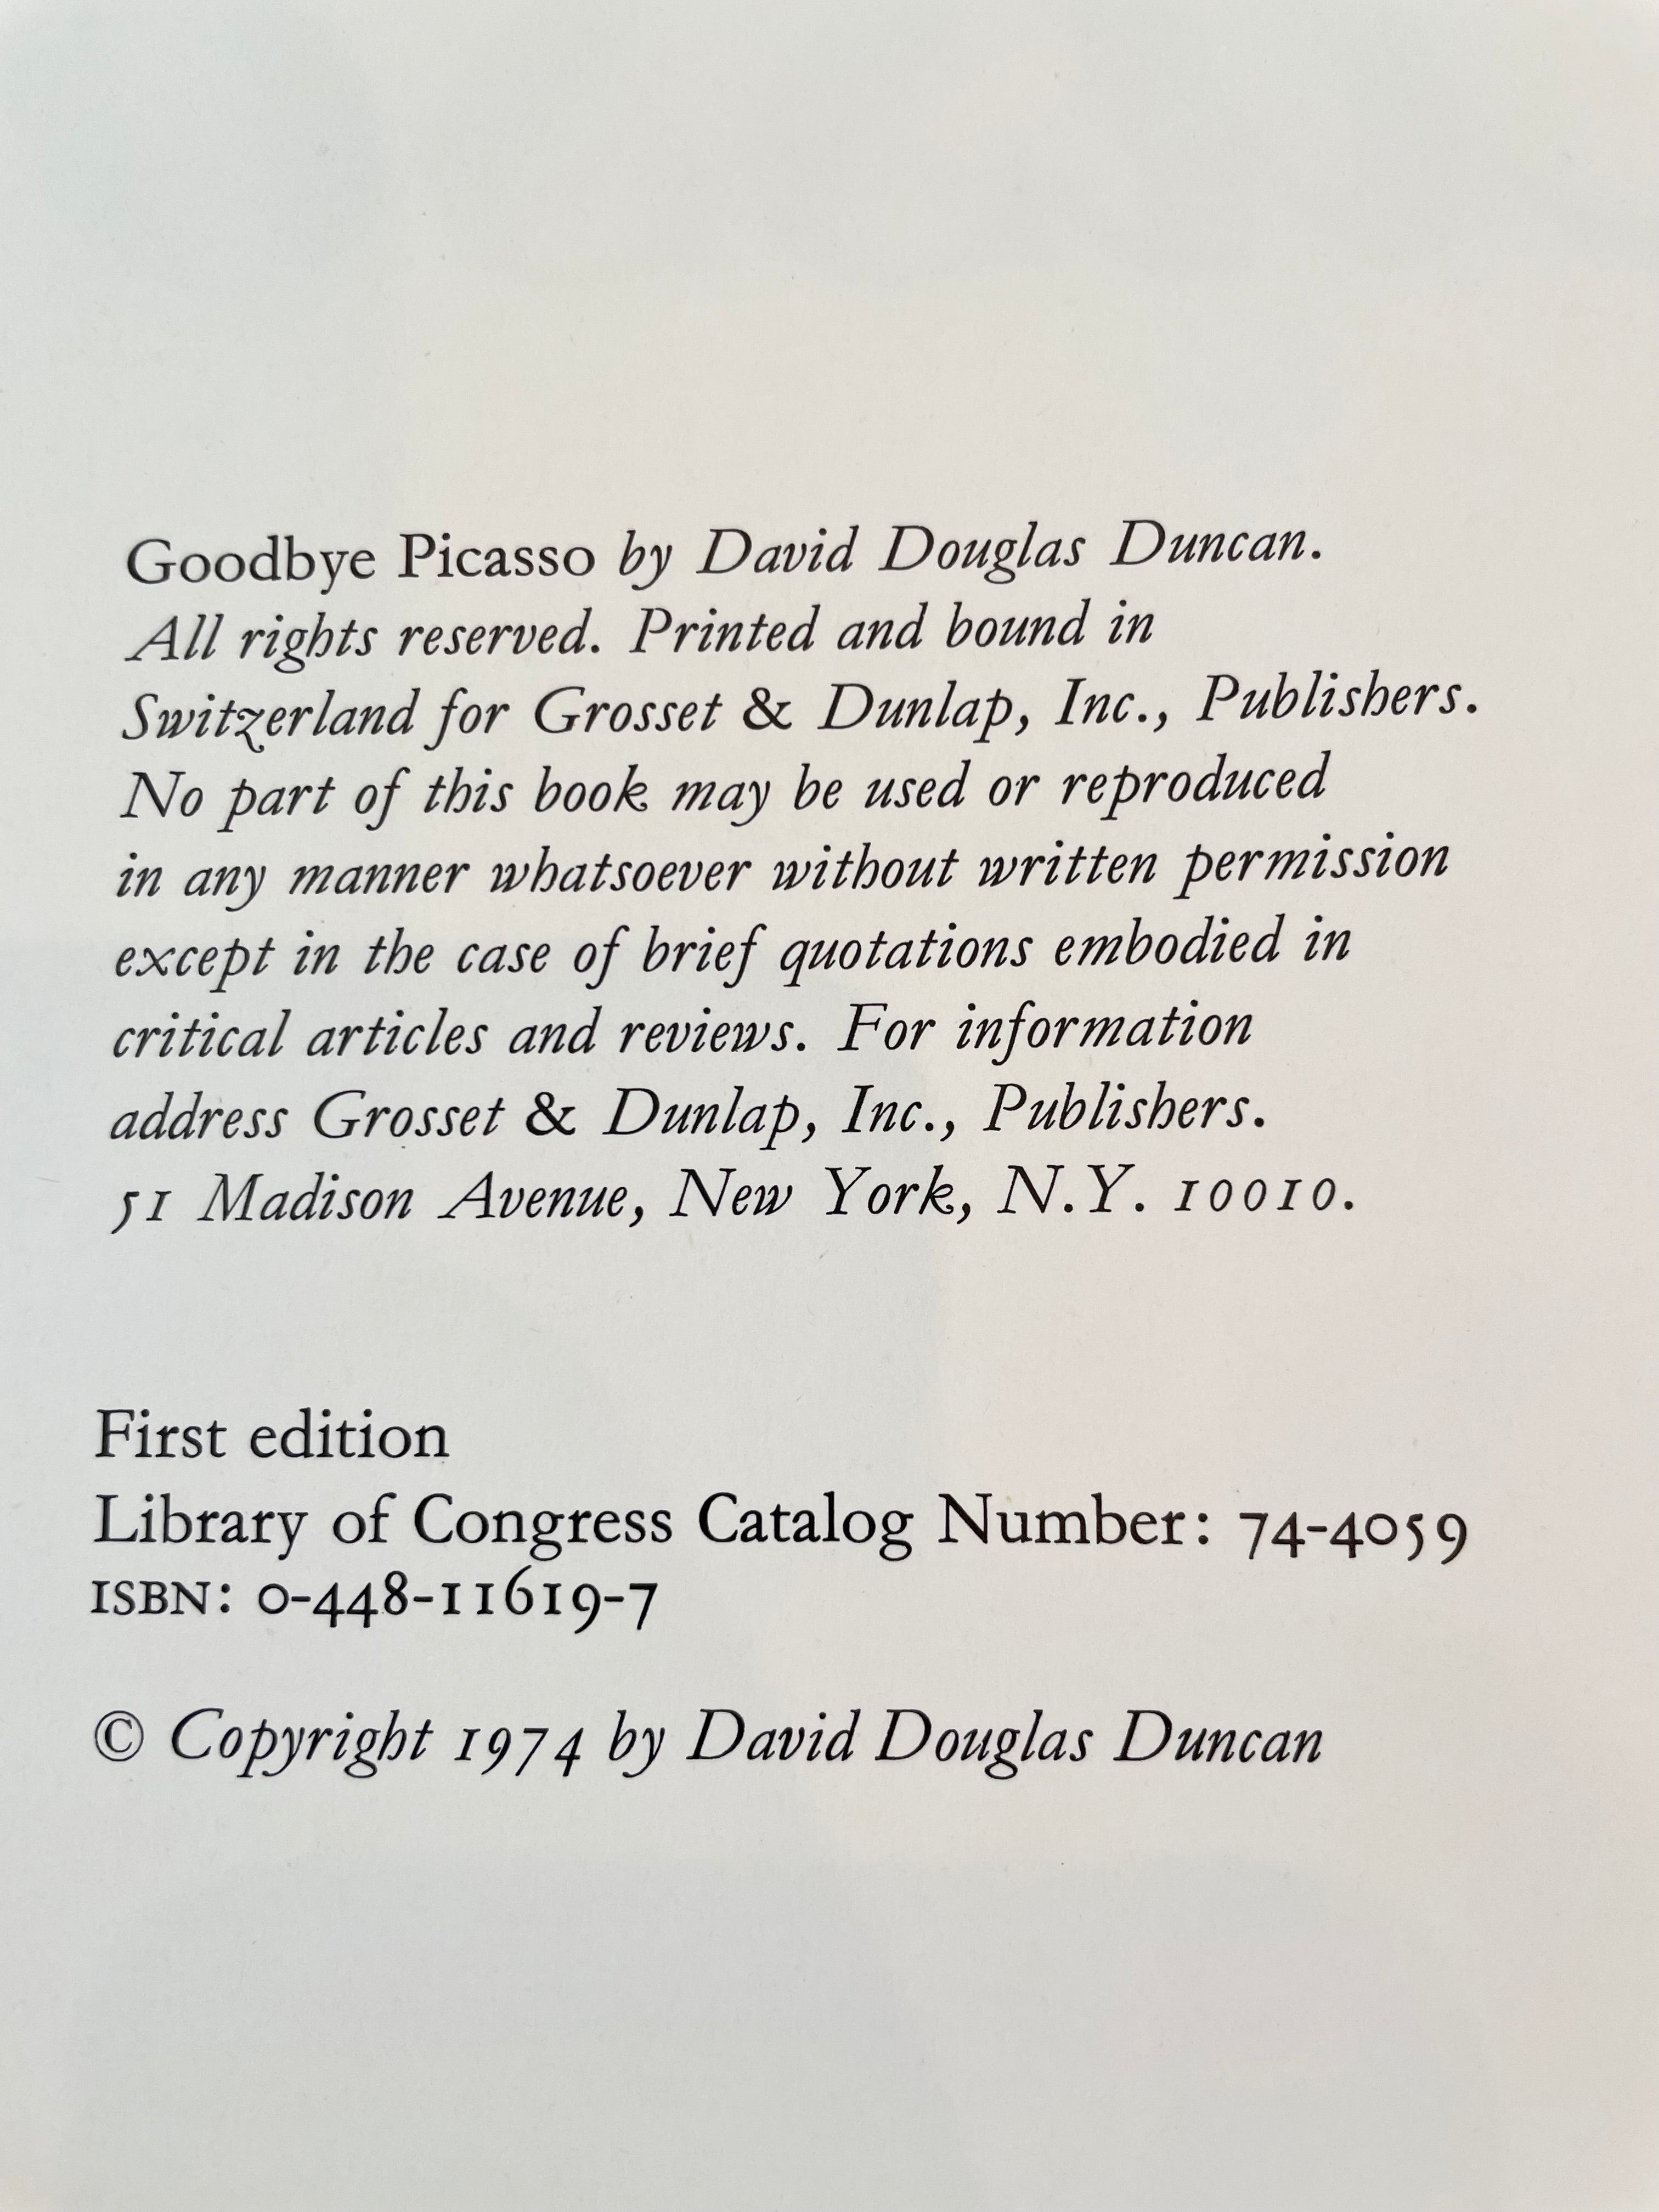 Goodbye Picasso by David Douglas Duncan.
All rights reserved. Printed and bound in
Switzerland for Grosset & Dunlap, Inc., Publishers.
No part of this book may be used or reproduced
in any manner whatsoever without written permission
except in the case of brief quotations embodied in
critical articles and reviews. For information
address Grosset & Dunlap, Inc., Publishers.
51 Madison Avenue, New York, N.Y. 10010.
First edition
Library of Congress Catalog Number: 74-4059
ISBN: 0-448-11619-7
© Copyright 1974 by David Douglas Duncan